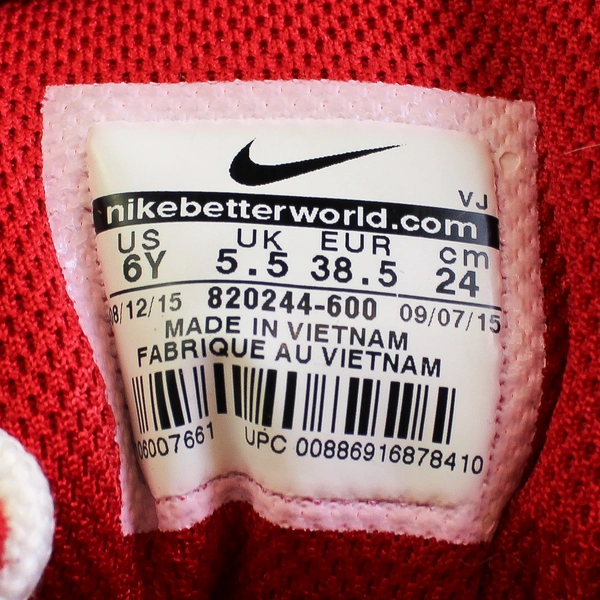 VJ
nikebetterworld.com
US UK EUR cm
6Y 5.5 38.5 24
08/12/15 820244-600 09/07/15
MADE IN VIETNAM
FABRIQUE AU VIETNAM
06007661 UPC 00886916878410